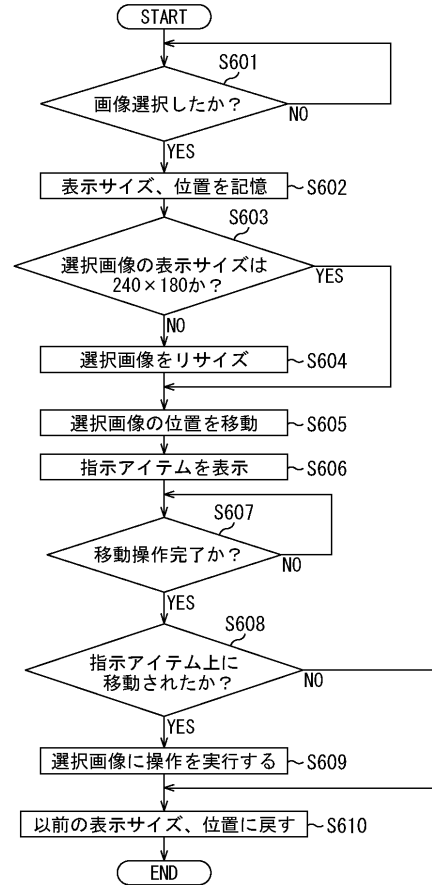 START
S601
画像選択したか?
NO
YES
表示サイズ、位置を記憶
S602
S603
選択画像の表示サイズは
240×180か?
YES
NO
選択画像をリサイズ
S604
選択画像の位置を移動
S605
指示アイテムを表示
S606
S607
移動操作完了か?
NO
YES
S608
指示アイテム上に
移動されたか?
NO
YES
選択画像に操作を実行する
S609
以前の表示サイズ、位置に戻す
S610
END